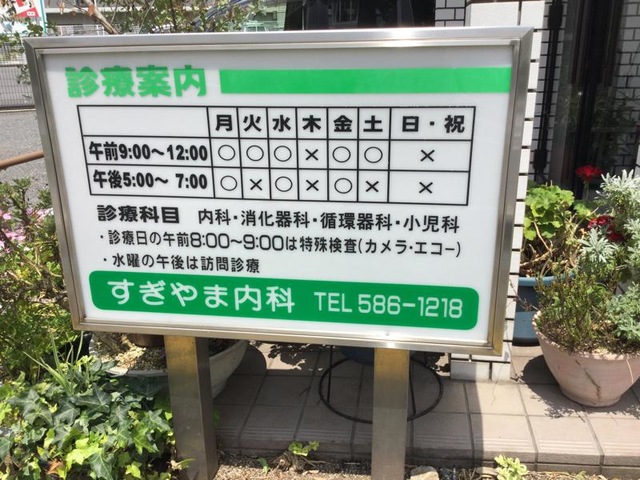 診療案内
月 火 水 木 金 土 日・祝
午前9:00～12:00 ○ ○ ○ × ○ ○ ×
午後5:00～ 7:00 ○ × ○ × ○ × ×
診療科目 内科・消化器科・循環器科・小児科
・診療日の午前8:00～9:00は特殊検査(カメラ・エコー)
・水曜の午後は訪問診療
すぎやま内科 TEL 586-1218